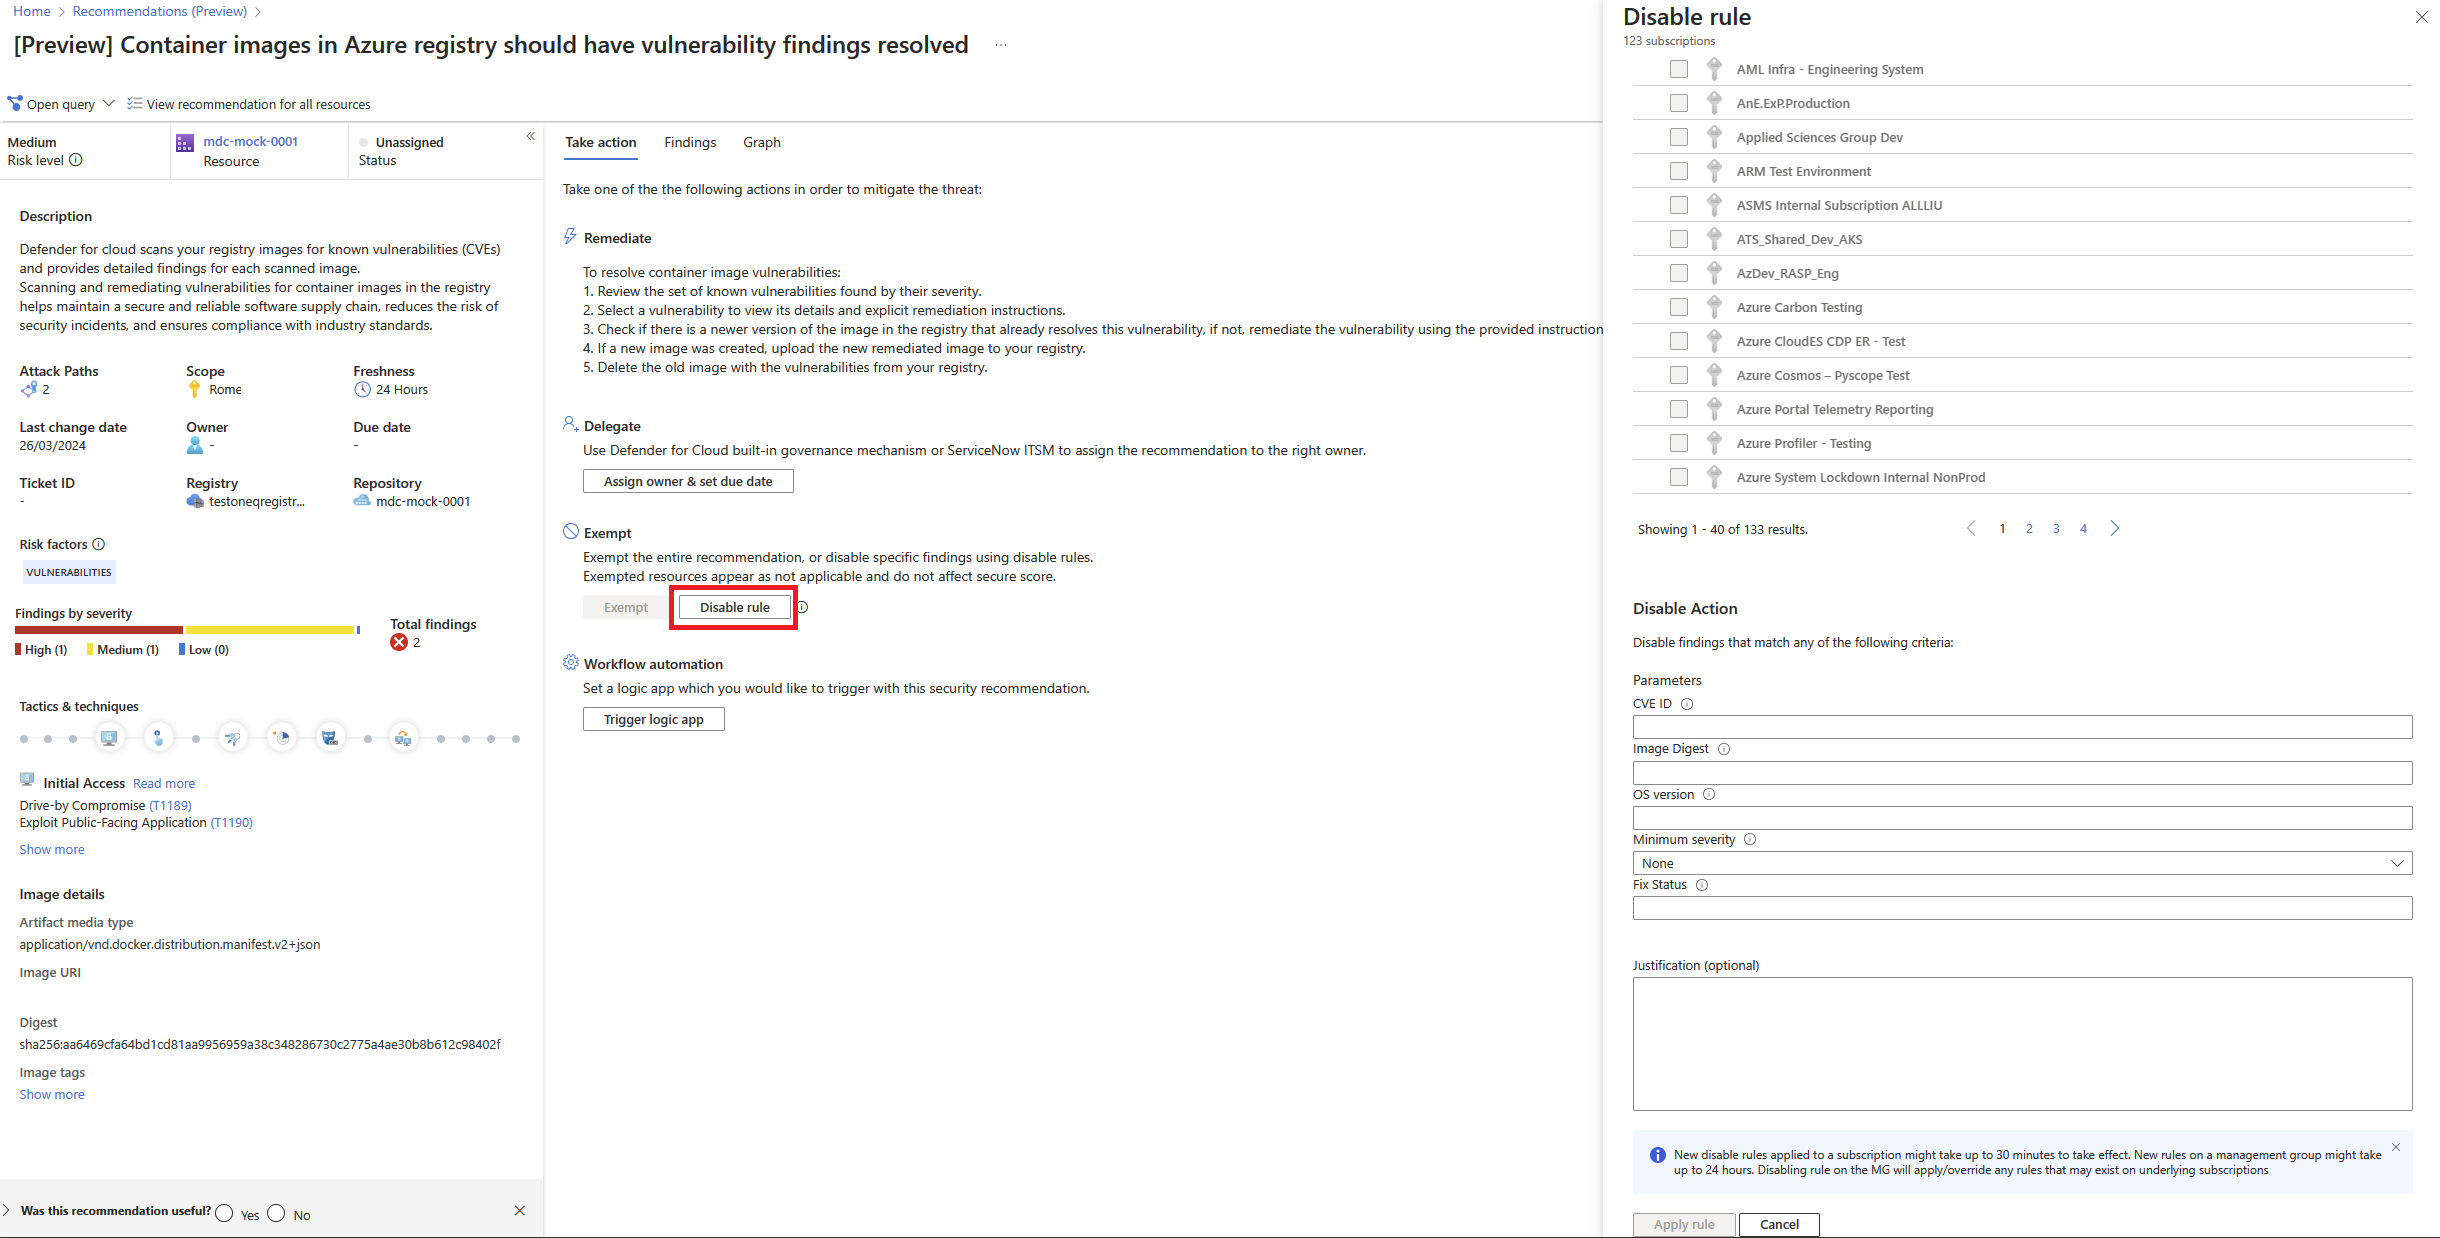 Home > Recommendations (Preview) >
[Preview] Container images in Azure registry should have vulnerability findings resolved ...
Open query
View recommendation for all resources
Medium
Risk level
mdc-mock-0001
Resource
Unassigned
Status
«
Description
Defender for cloud scans your registry images for known vulnerabilities (CVEs)
and provides detailed findings for each scanned image.
Scanning and remediating vulnerabilities for container images in the registry
helps maintain a secure and reliable software supply chain, reduces the risk of
security incidents, and ensures compliance with industry standards.
Attack Paths
2
Scope
Rome
Freshness
24 Hours
Last change date
26/03/2024
Owner
-
Due date
-
Ticket ID
-
Registry
testoneqregistr...
Repository
mdc-mock-0001
Risk factors
VULNERABILITIES
Findings by severity
High (1)
Medium (1)
Low (0)
Total findings
2
Tactics & techniques
Initial Access Read more
Drive-by Compromise (T1189)
Exploit Public-Facing Application (T1190)
Show more
Image details
Artifact media type
application/vnd.docker.distribution.manifest.v2+json
Image URI
Digest
sha256:aa6469cfa64bd1cd81aa9956959a38c348286730c2775a4ae30b8b612c98402f
Image tags
Show more
Was this recommendation useful? Yes No
Take action
Findings
Graph
Take one of the the following actions in order to mitigate the threat:
Remediate
To resolve container image vulnerabilities:
1. Review the set of known vulnerabilities found by their severity.
2. Select a vulnerability to view its details and explicit remediation instructions.
3. Check if there is a newer version of the image in the registry that already resolves this vulnerability, if not, remediate the vulnerability using the provided instruction
4. If a new image was created, upload the new remediated image to your registry.
5. Delete the old image with the vulnerabilities from your registry.
Delegate
Use Defender for Cloud built-in governance mechanism or ServiceNow ITSM to assign the recommendation to the right owner.
Assign owner & set due date
Exempt
Exempt the entire recommendation, or disable specific findings using disable rules.
Exempted resources appear as not applicable and do not affect secure score.
Exempt
Disable rule
Workflow automation
Set a logic app which you would like to trigger with this security recommendation.
Trigger logic app
Disable rule
123 subscriptions
AML Infra - Engineering System
AnE.ExP.Production
Applied Sciences Group Dev
ARM Test Environment
ASMS Internal Subscription ALLLIU
ATS_Shared_Dev_AKS
AzDev_RASP_Eng
Azure Carbon Testing
Azure CloudES CDP ER - Test
Azure Cosmos – Pyscope Test
Azure Portal Telemetry Reporting
Azure Profiler - Testing
Azure System Lockdown Internal NonProd
Showing 1 - 40 of 133 results.
< 1 2 3 4 >
Disable Action
Disable findings that match any of the following criteria:
Parameters
CVE ID
Image Digest
OS version
Minimum severity
None
Fix Status
Justification (optional)
New disable rules applied to a subscription might take up to 30 minutes to take effect. New rules on a management group might take
up to 24 hours. Disabling rule on the MG will apply/override any rules that may exist on underlying subscriptions
Apply rule
Cancel